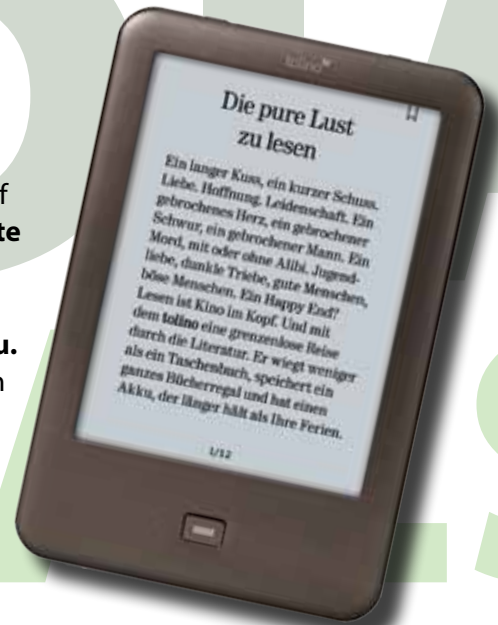 tolino
Die pure Lust
zu lesen
Ein langer Kuss, ein kurzer Schuss.
Liebe. Hoffnung. Leidenschaft. Ein
gebrochenes Herz, ein gebrochener
Schwur, ein gebrochener Mann. Ein
Mord, mit oder ohne Alibi. Jugend-
liebe, dunkle Triebe, gute Menschen,
böse Menschen. Ein Happy End?
Lesen ist Kino im Kopf. Und mit
dem tolino eine grenzenlose Reise
durch die Literatur. Er wiegt weniger
als ein Taschenbuch, speichert ein
ganzes Bücherregal und hat einen
Akku, der länger hält als Ihre Ferien.
1/12
f
te
u.
n